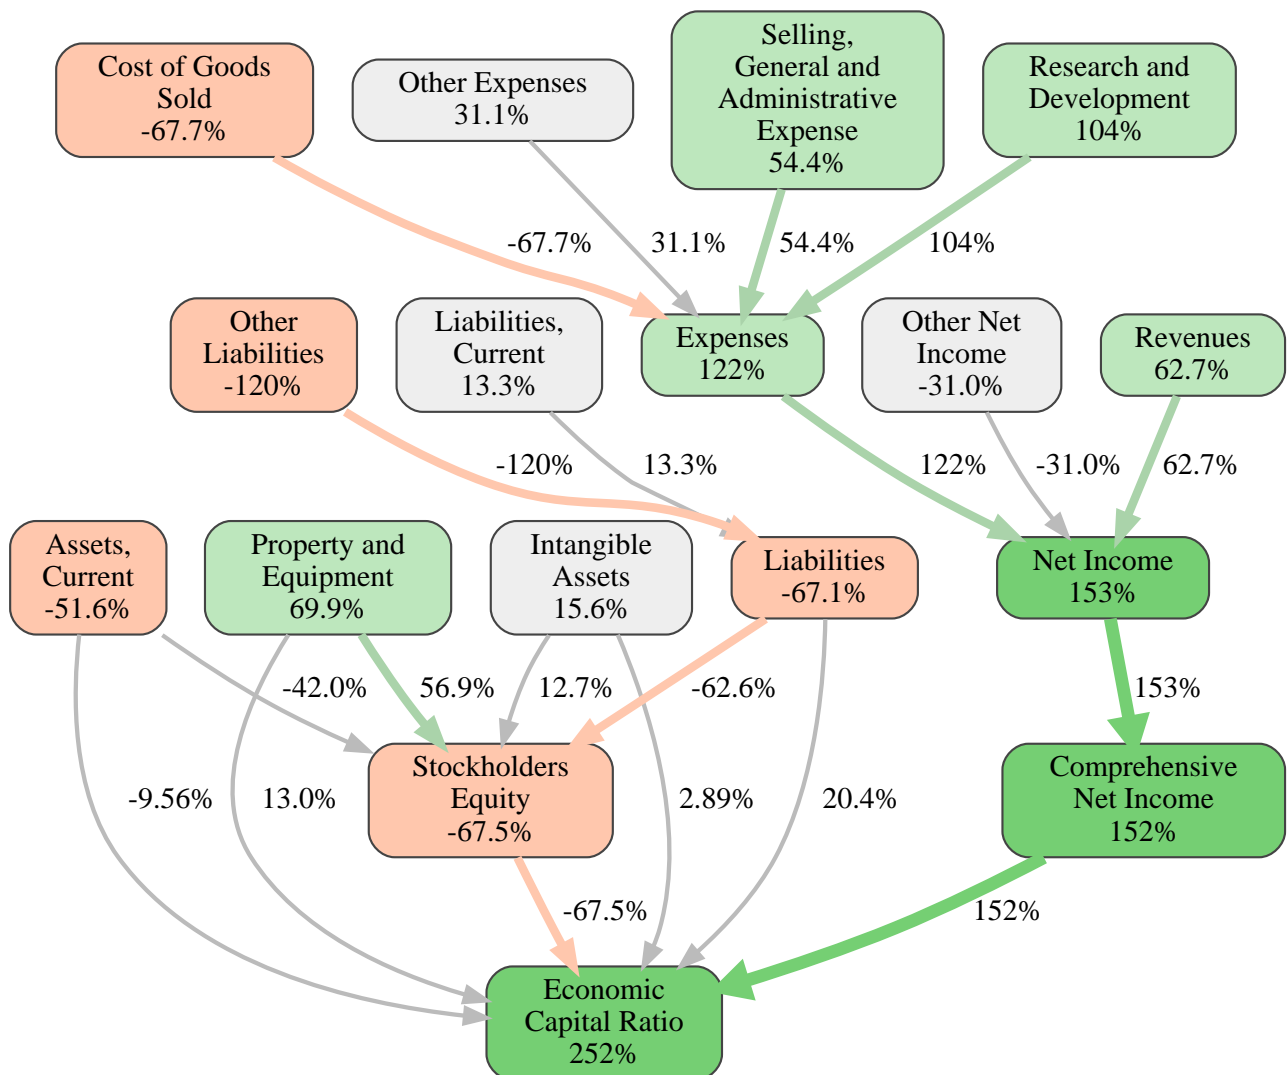 Cost of Goods
Sold
-67.7%
Other Expenses
31.1%
Selling,
General and
Administrative
Expense
54.4%
Research and
Development
104%
-67.7%
31.1%
54.4%
104%
Other
Liabilities
-120%
Liabilities,
Current
13.3%
Expenses
122%
Other Net
Income
-31.0%
Revenues
62.7%
-120%
13.3%
122%
-31.0%
62.7%
Assets,
Current
-51.6%
Property and
Equipment
69.9%
Intangible
Assets
15.6%
Liabilities
-67.1%
Net Income
153%
-42.0%
56.9%
12.7%
-62.6%
153%
Stockholders
Equity
-67.5%
Comprehensive
Net Income
152%
-9.56%
13.0%
2.89%
20.4%
-67.5%
152%
Economic
Capital Ratio
252%